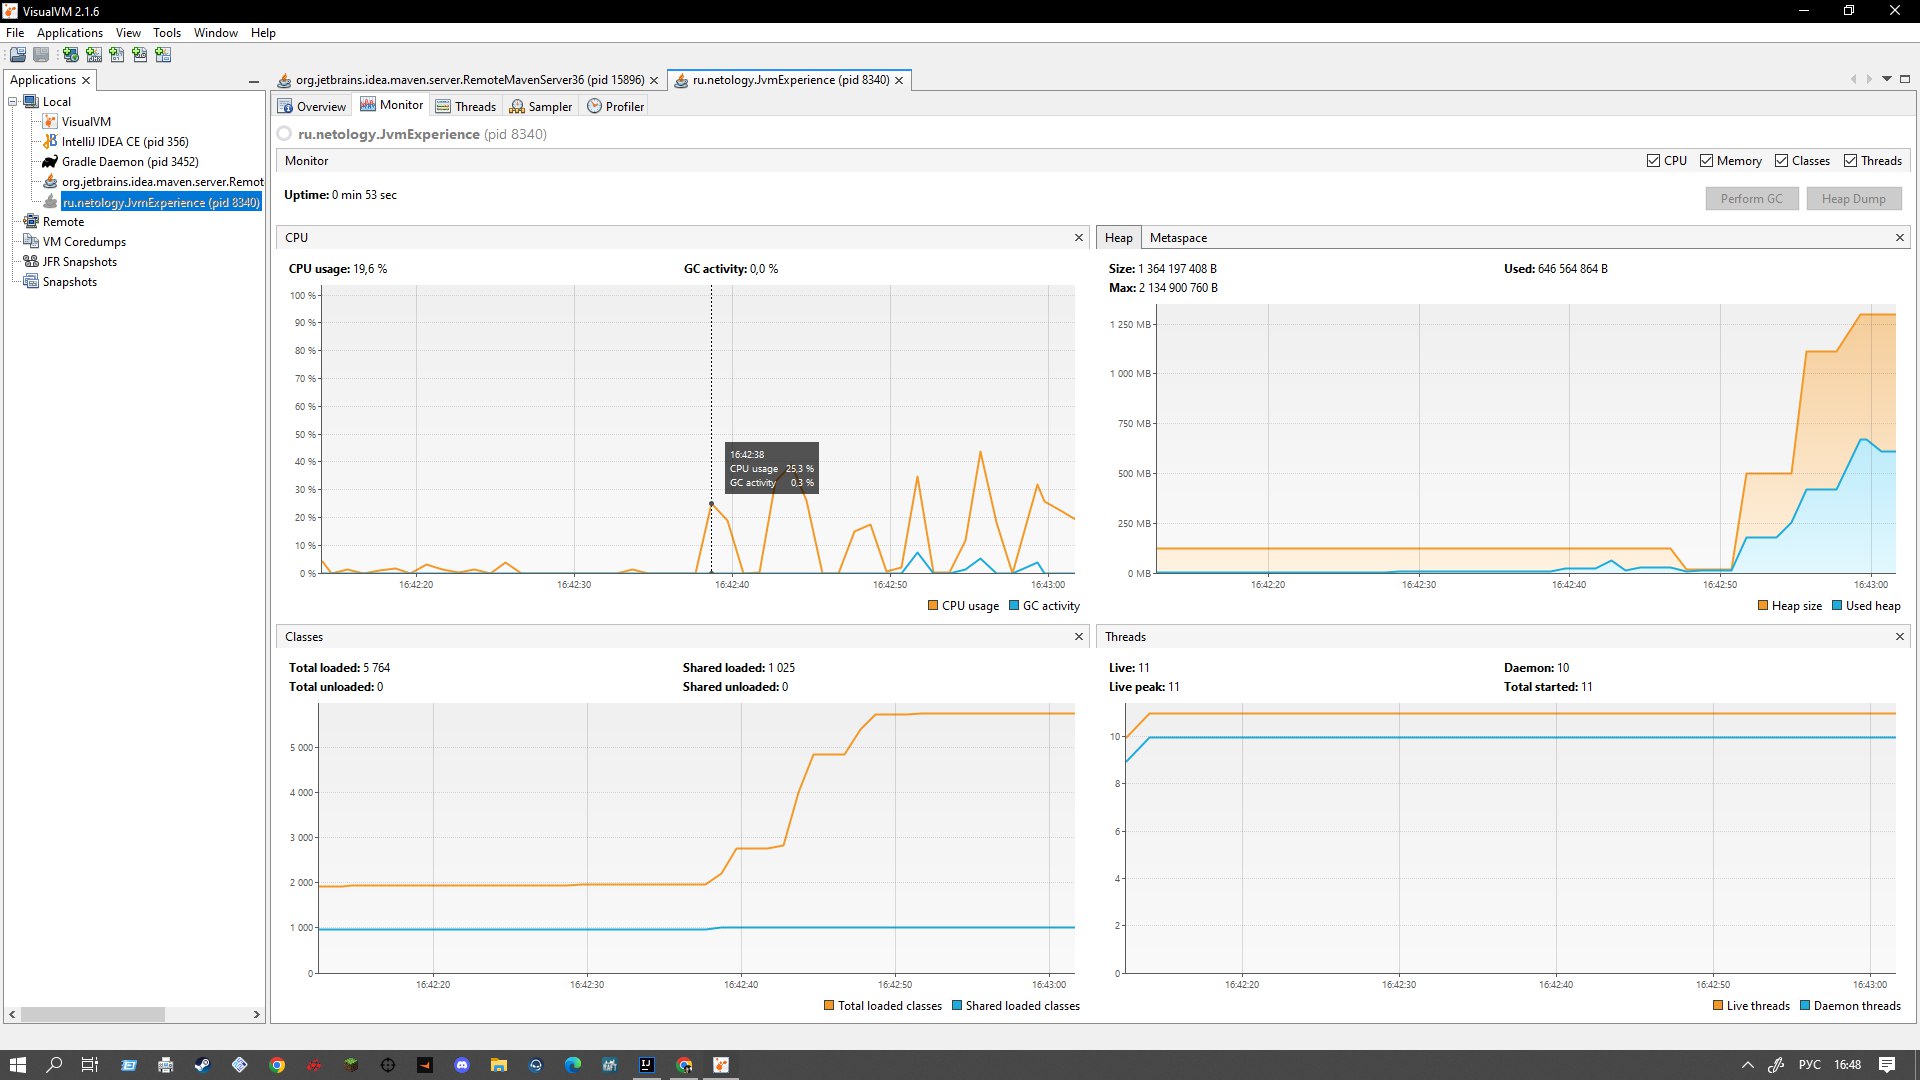 VisualVM 2.1.6
File Applications View Tools Window Help
Applications
Local
VisualVM
IntelliJ IDEA CE (pid 356)
Gradle Daemon (pid 3452)
org.jetbrains.idea.maven.server.Remot
ru.netology.JvmExperience (pid 8340)
Remote
VM Coredumps
JFR Snapshots
Snapshots
org.jetbrains.idea.maven.server.RemoteMavenServer36 (pid 15896)
ru.netology.JvmExperience (pid 8340)
Overview Monitor Threads Sampler Profiler
ru.netology.JvmExperience (pid 8340)
Monitor
CPU Memory Classes Threads
Uptime: 0 min 53 sec
Perform GC Heap Dump
CPU
CPU usage: 19,6 % GC activity: 0,0 %
100 %
90 %
80 %
70 %
60 %
50 %
40 %
30 %
20 %
10 %
0 %
16:42:38
CPU usage 25,3 %
GC activity 0,3 %
16:42:20 16:42:30 16:42:40 16:42:50 16:43:00
CPU usage GC activity
Heap Metaspace
Size: 1 364 197 408 B Used: 646 564 864 B
Max: 2 134 900 760 B
1 250 MB
1 000 MB
750 MB
500 MB
250 MB
0 MB
16:42:20 16:42:30 16:42:40 16:42:50 16:43:00
Heap size Used heap
Classes
Total loaded: 5 764 Shared loaded: 1 025
Total unloaded: 0 Shared unloaded: 0
5 000
4 000
3 000
2 000
1 000
0
16:42:20 16:42:30 16:42:40 16:42:50 16:43:00
Total loaded classes Shared loaded classes
Threads
Live: 11 Daemon: 10
Live peak: 11 Total started: 11
10
8
6
4
2
0
16:42:20 16:42:30 16:42:40 16:42:50 16:43:00
Live threads Daemon threads
РУС 16:48